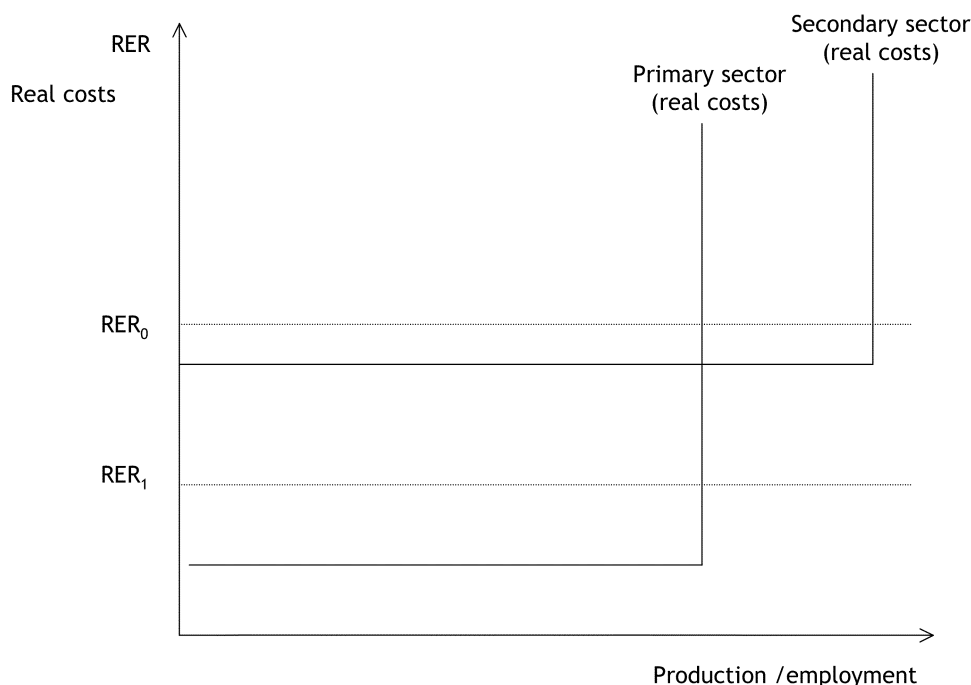 Secondary sector
(real costs)
RER
Primary sector
(real costs)
Real costs
RER0
RER1
Production /employment